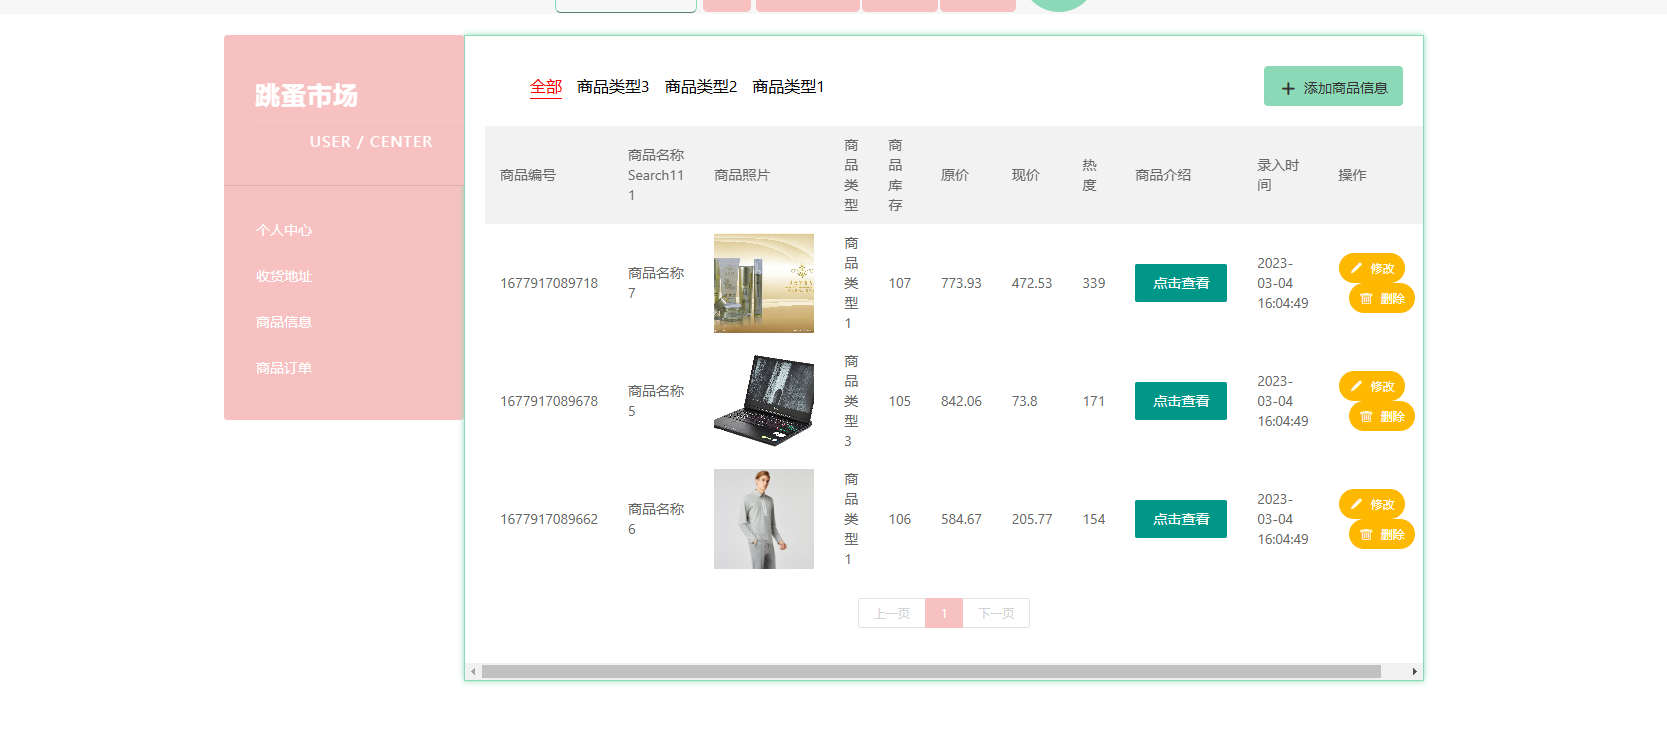 跳蚤市场
USER / CENTER
个人中心
收货地址
商品信息
商品订单
全部 商品类型3 商品类型2 商品类型1
添加商品信息
商品编号
商品名称
Search11
1
商品照片
商
品
类
型
商
品
库
存
原价
现价
热
度
商品介绍
录入时
间
操作
1677917089718
商品名称
7
商
品
类
型
1
107
773.93
472.53
339
点击查看
2023-
03-04
16:04:49
修改
删除
1677917089678
商品名称
5
商
品
类
型
3
105
842.06
73.8
171
点击查看
2023-
03-04
16:04:49
修改
删除
1677917089662
商品名称
6
商
品
类
型
1
106
584.67
205.77
154
点击查看
2023-
03-04
16:04:49
修改
删除
上一页 1 下一页